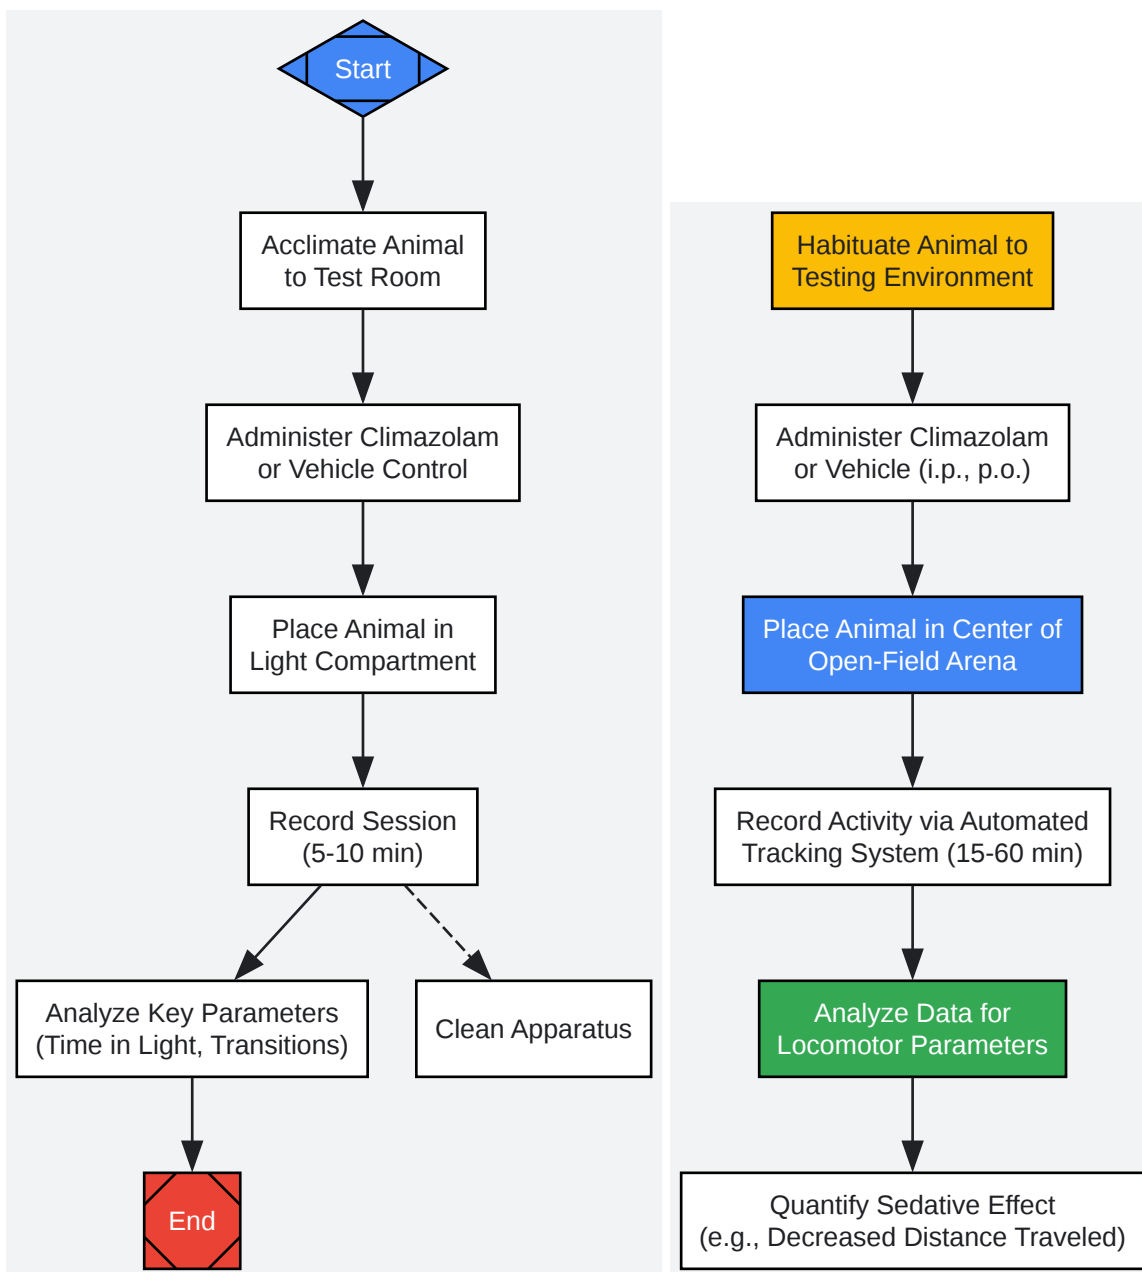 Start
Acclimate Animal
to Test Room
Administer Climazolam
or Vehicle Control
Place Animal in
Light Compartment
Record Session
(5-10 min)
Analyze Key Parameters
(Time in Light, Transitions)
Clean Apparatus
End
Habituate Animal to
Testing Environment
Administer Climazolam
or Vehicle (i.p., p.o.)
Place Animal in Center of
Open-Field Arena
Record Activity via Automated
Tracking System (15-60 min)
Analyze Data for
Locomotor Parameters
Quantify Sedative Effect
(e.g., Decreased Distance Traveled)